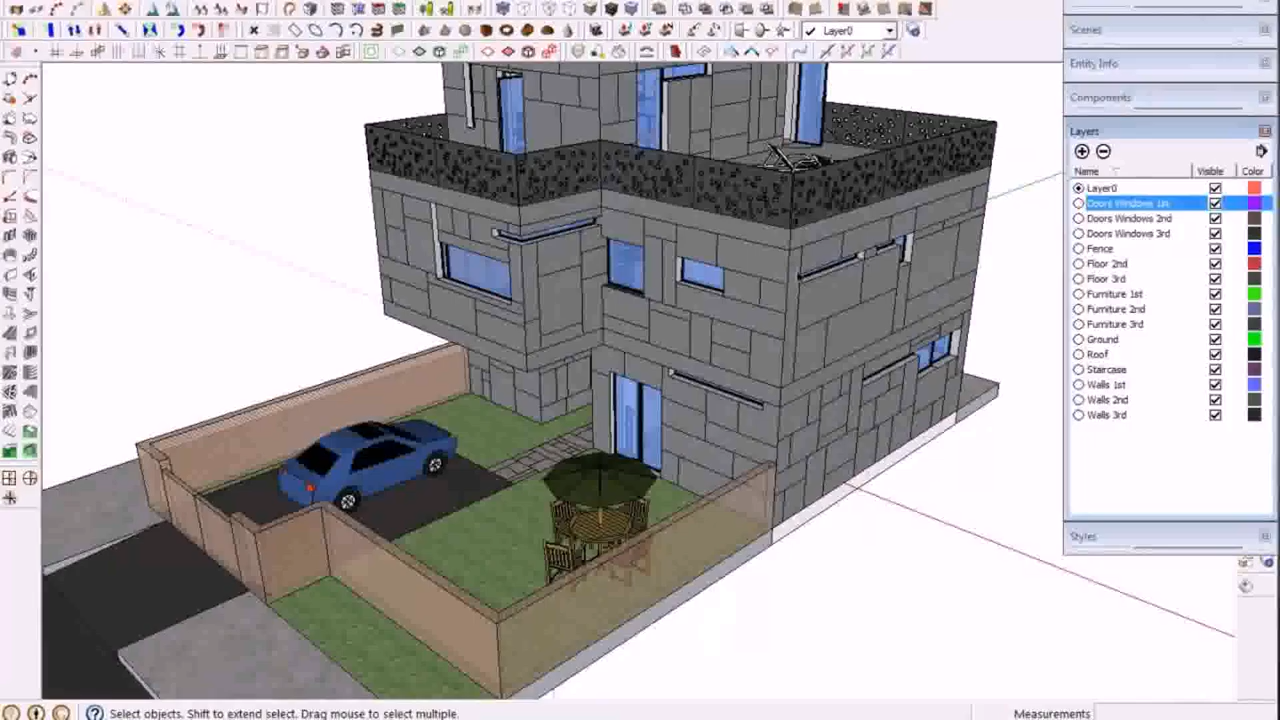 Layer0
Scenes
Entity Info
Components
Layers
Name Visible Color
Layer0
Doors Windows 1st
Doors Windows 2nd
Doors Windows 3rd
Fence
Floor 2nd
Floor 3rd
Furniture 1st
Furniture 2nd
Furniture 3rd
Ground
Roof
Staircase
Walls 1st
Walls 2nd
Walls 3rd
Styles
Select objects. Shift to extend select. Drag mouse to select multiple.
Measurements